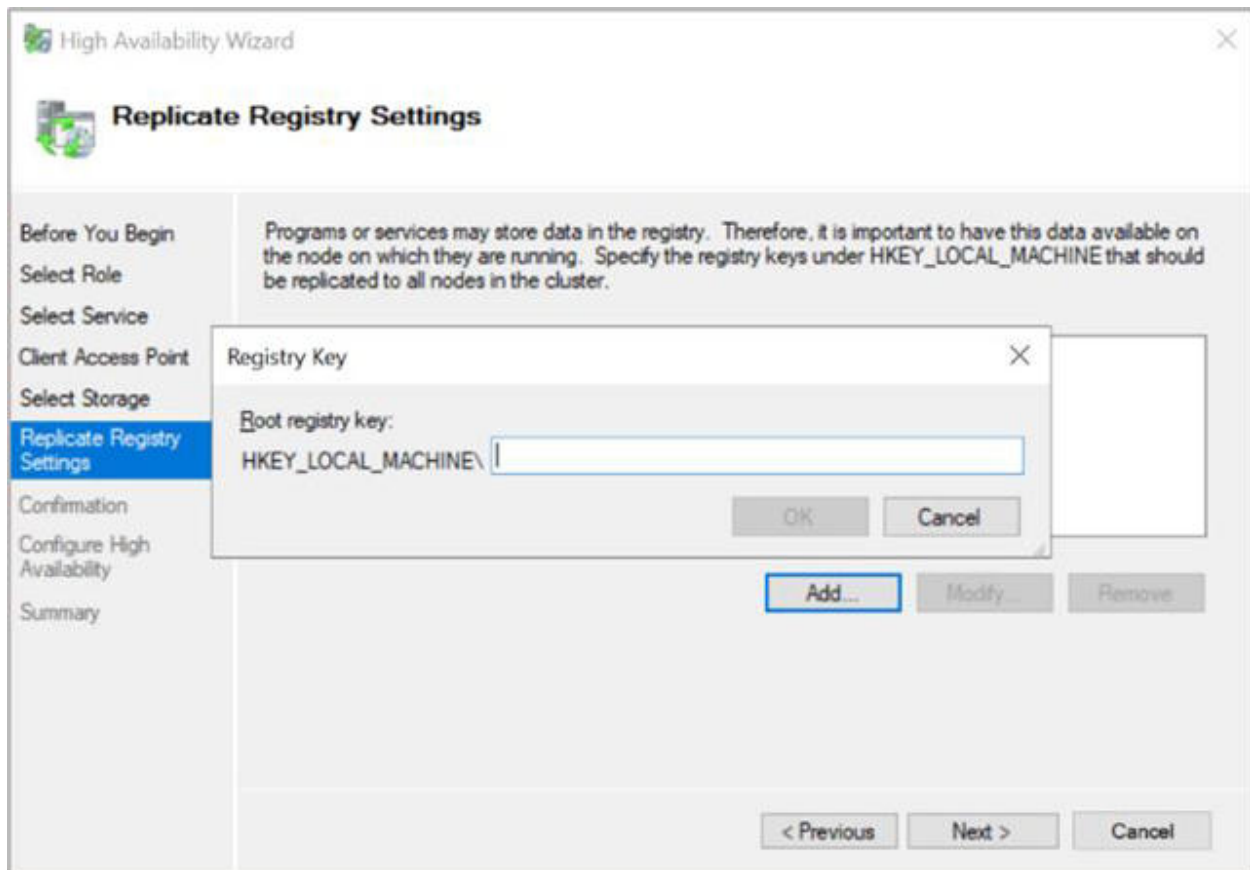 High Availability Wizard
Replicate Registry Settings
Before You Begin
Select Role
Select Service
Client Access Point
Select Storage
Replicate Registry
Settings
Confirmation
Configure High
Availability
Summary
Programs or services may store data in the registry. Therefore, it is important to have this data available on
the node on which they are running. Specify the registry keys under HKEY_LOCAL_MACHINE that should
be replicated to all nodes in the cluster.
Registry Key
Root registry key:
HKEY_LOCAL_MACHINE\
OK
Cancel
Add...
Modify...
Remove
< Previous
Next >
Cancel